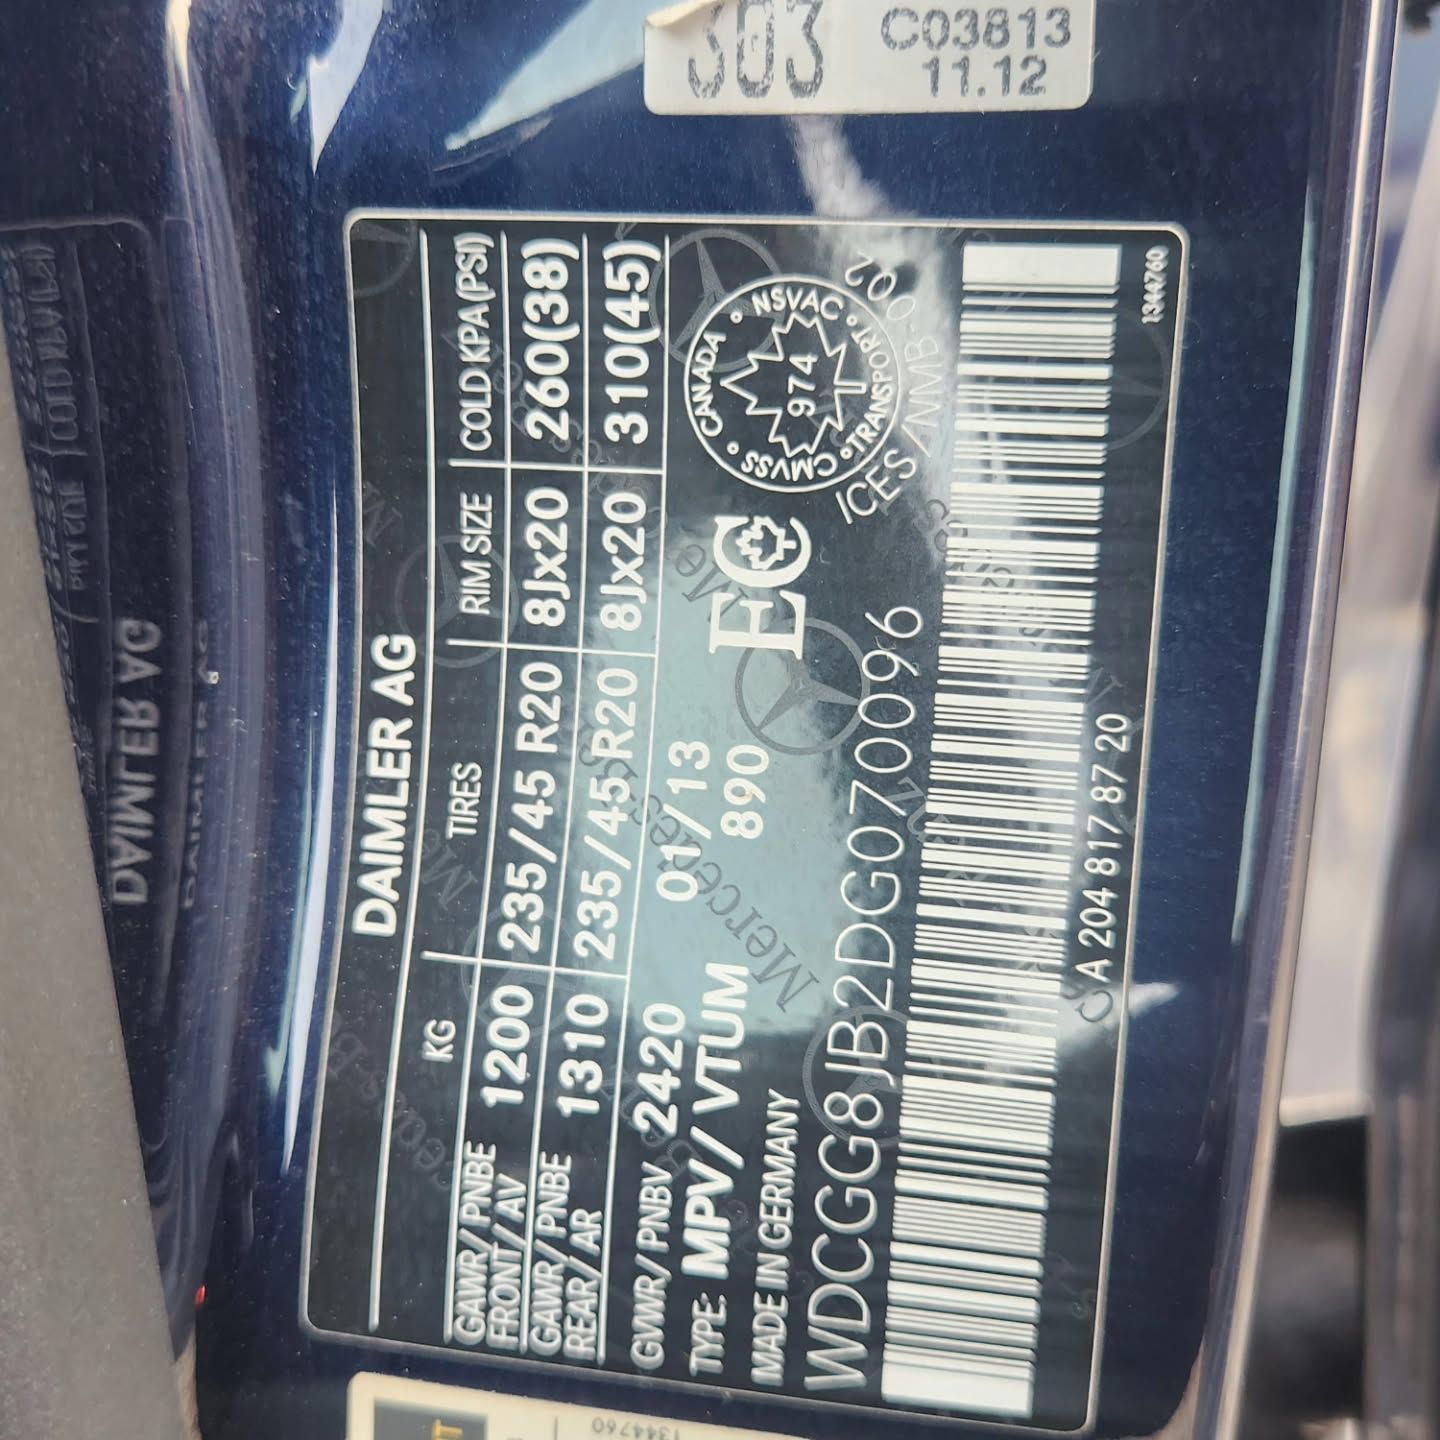 303
C03813
11.12
DAIMLER AG
KG TIRES RIM SIZE COLD KPA (PSI)
GAWR/PNBE FRONT/AV 1200 235/45 R20 8Jx20 260(38)
GAWR/PNBE REAR/AR 1310 235/45 R20 8Jx20 310(45)
GVWR/PNBV 2420 01/13
TYPE: MPV/VTUM 890 EC
MADE IN GERMANY
CANADA • NSVAC • TRANSPORT • CMVSS
974
ICES/NMB-002
WDCGG8JB2DG070096
A 204 817 87 20
1344760
1344760